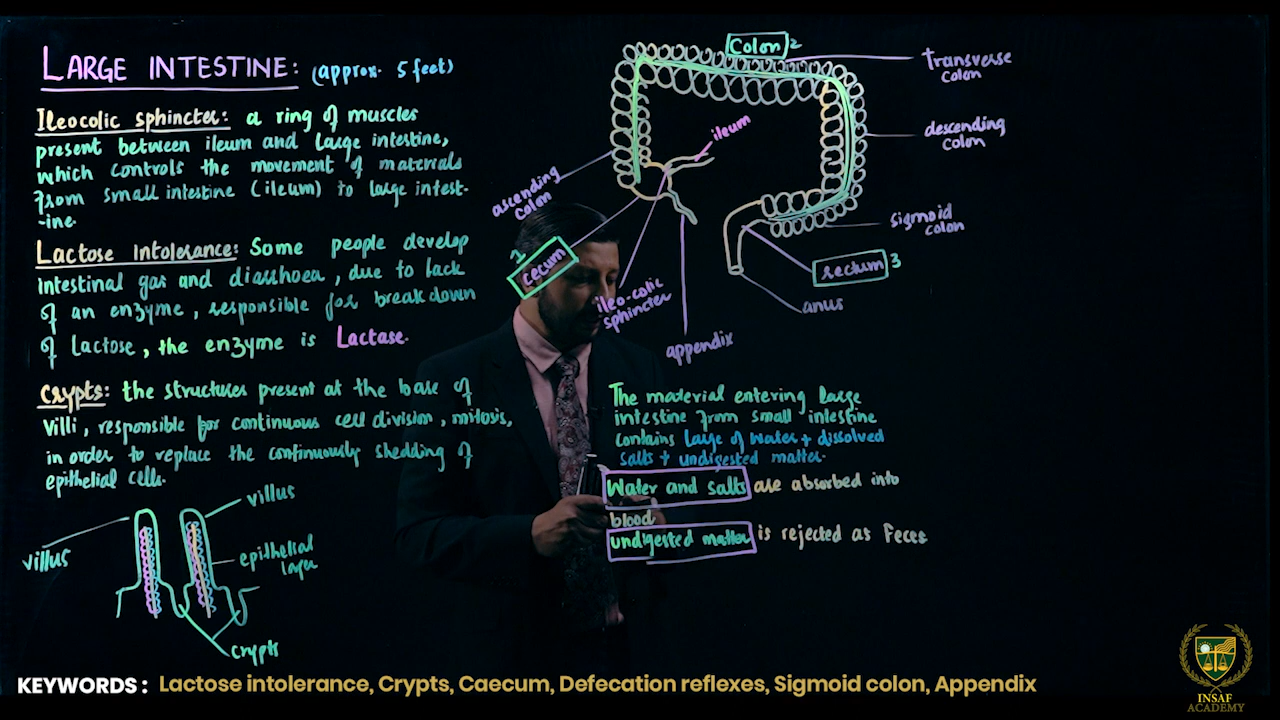 LARGE INTESTINE: (approx. 5 feet)
Ileocolic sphincter: a ring of muscles
present between ileum and large intestine,
which controls the movement of materials
from small intestine (ileum) to large intest-
-ine.
Lactose Intolerance: Some people develop
intestinal gas and diarrhoea, due to lack
of an enzyme, responsible for breakdown
of Lactose, the enzyme is Lactase.
Crypts: the structures present at the base of
villi, responsible for continuous cell division, mitosis,
in order to replace the continuously shedding of
epithelial cells.
villus
villus
epithelial
layer
crypts
Colon 2
transverse
colon
descending
colon
ileum
ascending
colon
sigmoid
colon
1
cecum
rectum 3
ileo-colic
sphincter
anus
appendix
The material entering large
intestine from small intestine
contains large of water + dissolved
salts + undigested matter.
Water and salts are absorbed into
blood
undigested matter is rejected as Feces
KEYWORDS : Lactose intolerance, Crypts, Caecum, Defecation reflexes, Sigmoid colon, Appendix
INSAF
ACADEMY